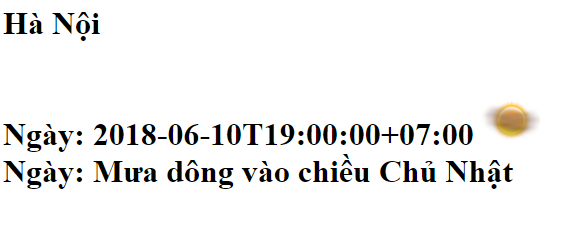 Hà Nội
Ngày: 2018-06-10T19:00:00+07:00
Ngày: Mưa dông vào chiều Chủ Nhật